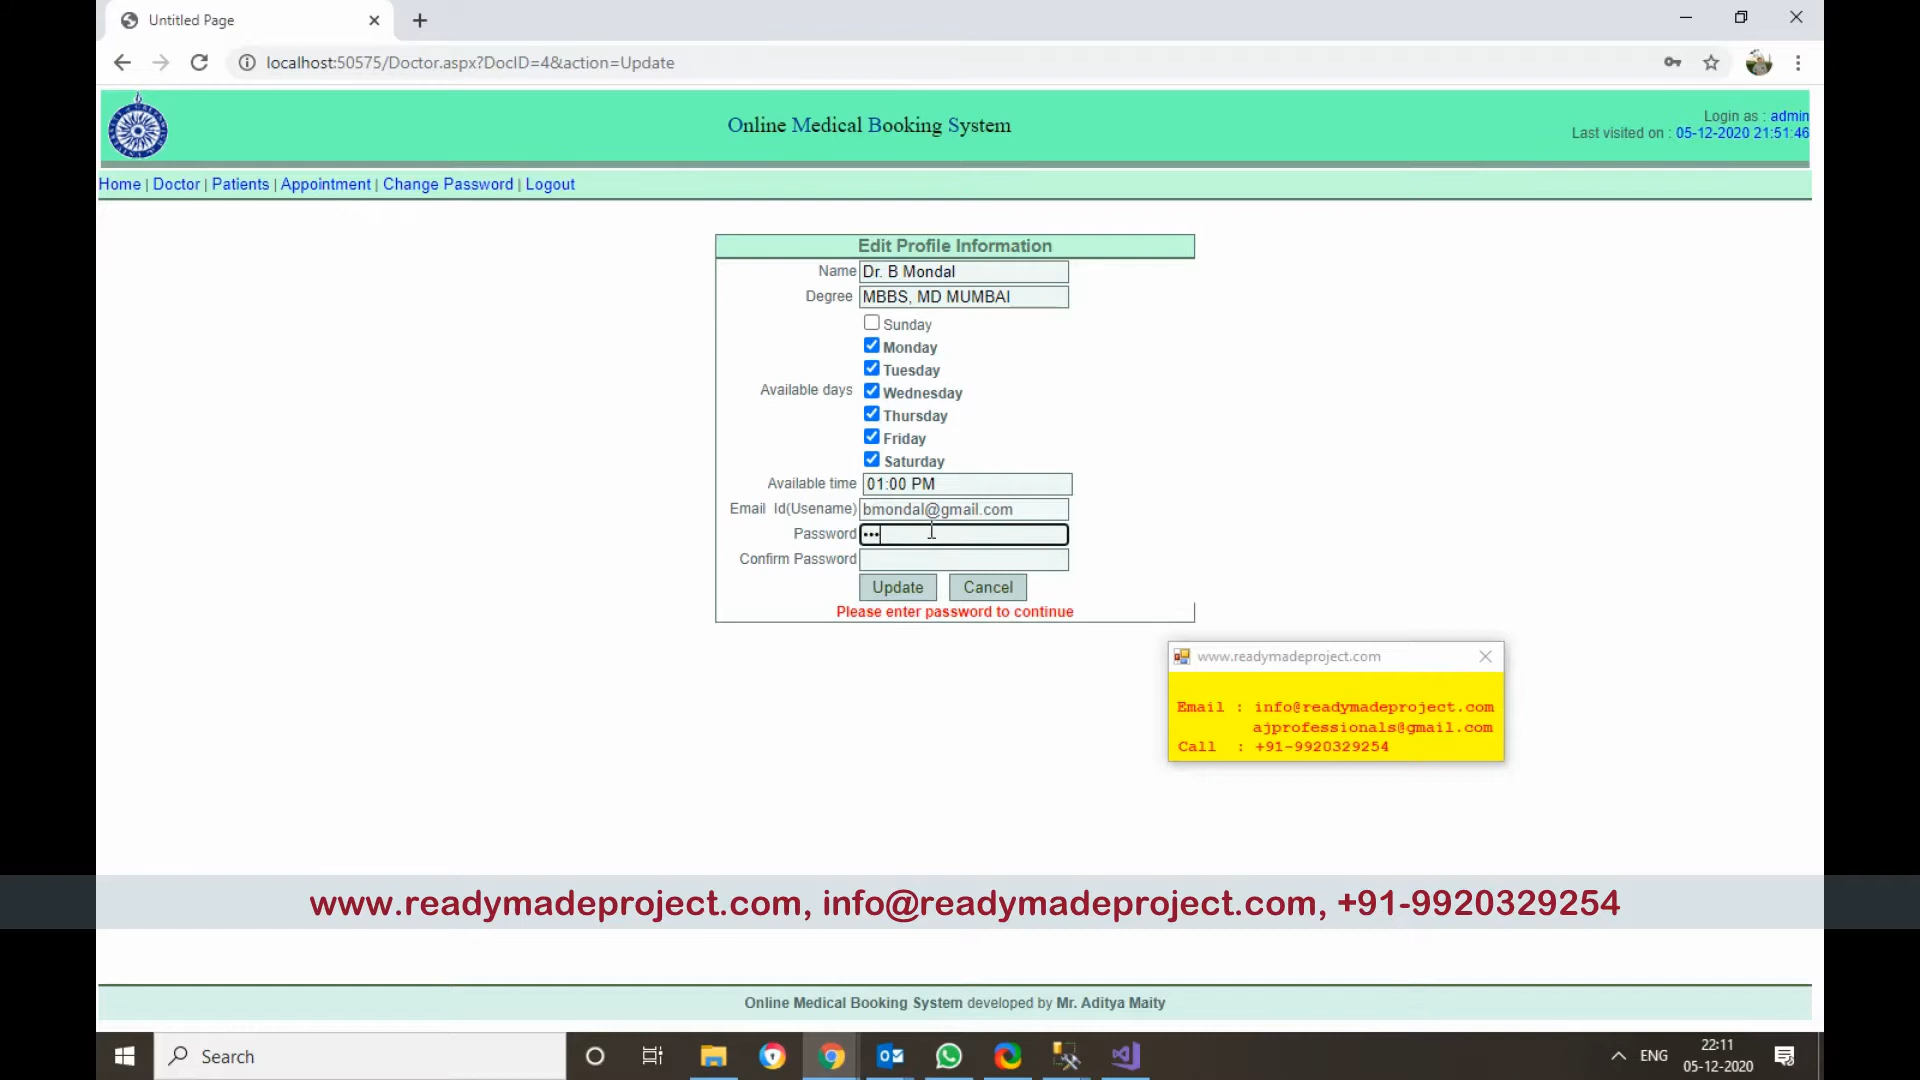 Untitled Page
localhost:50575/Doctor.aspx?DocID=4&action=Update
Online Medical Booking System
Login as : admin
Last visited on : 05-12-2020 21:51:46
Home | Doctor | Patients | Appointment | Change Password | Logout
Edit Profile Information
Name Dr. B Mondal
Degree MBBS, MD MUMBAI
Sunday
Monday
Tuesday
Available days Wednesday
Thursday
Friday
Saturday
Available time 01:00 PM
Email Id(Usename) bmondal@gmail.com
Password •••
Confirm Password
Update Cancel
Please enter password to continue
www.readymadeproject.com
Email : info@readymadeproject.com
ajprofessionals@gmail.com
Call : +91-9920329254
www.readymadeproject.com, info@readymadeproject.com, +91-9920329254
Online Medical Booking System developed by Mr. Aditya Maity
Search
ENG
22:11
05-12-2020